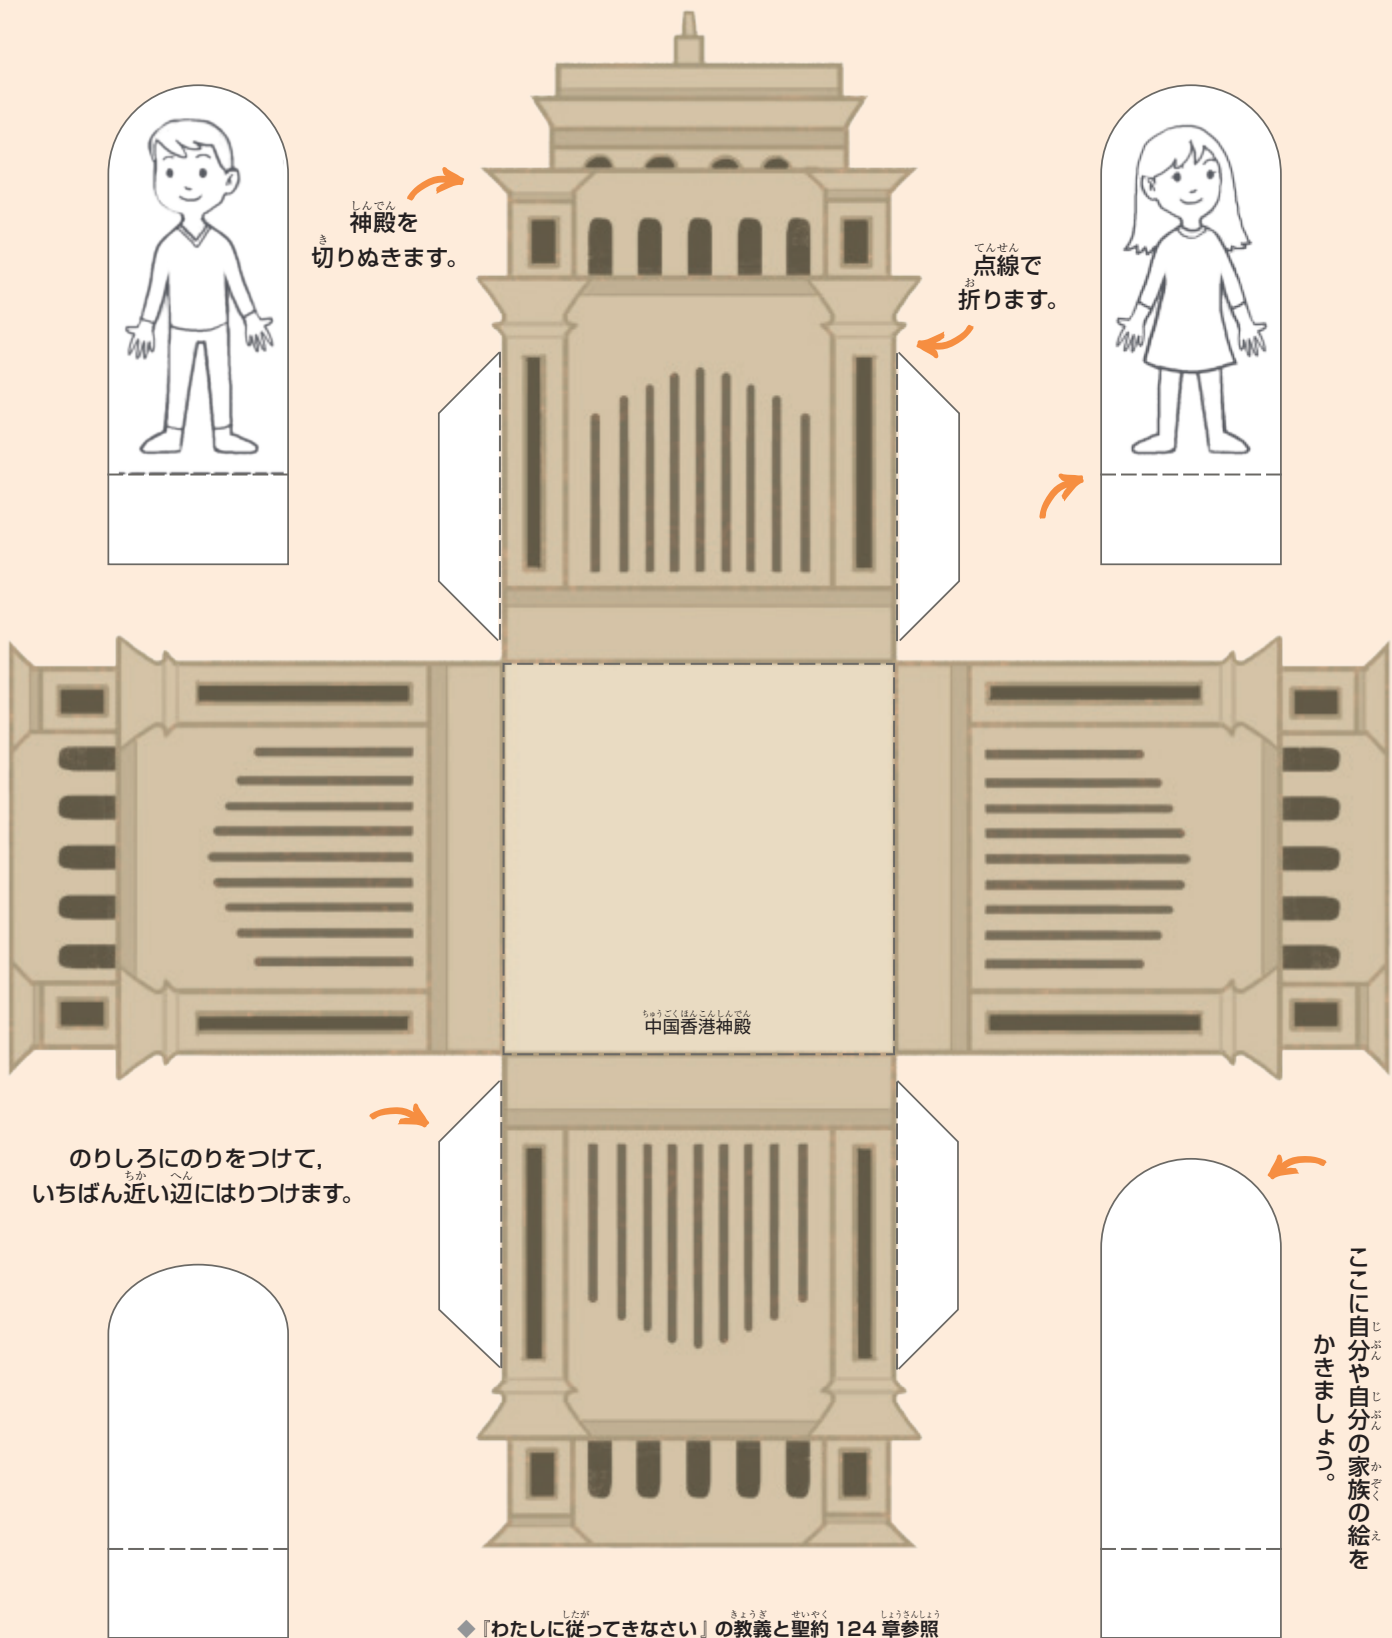 神殿を
切りぬきます。
点線で
折ります。
中国香港神殿
のりしろにのりをつけて,
いちばん近い辺にはりつけます。
ここに自分や自分の家族の絵を
かきましょう。
◆『わたしに従ってきなさい』の教義と聖約 124 章参照